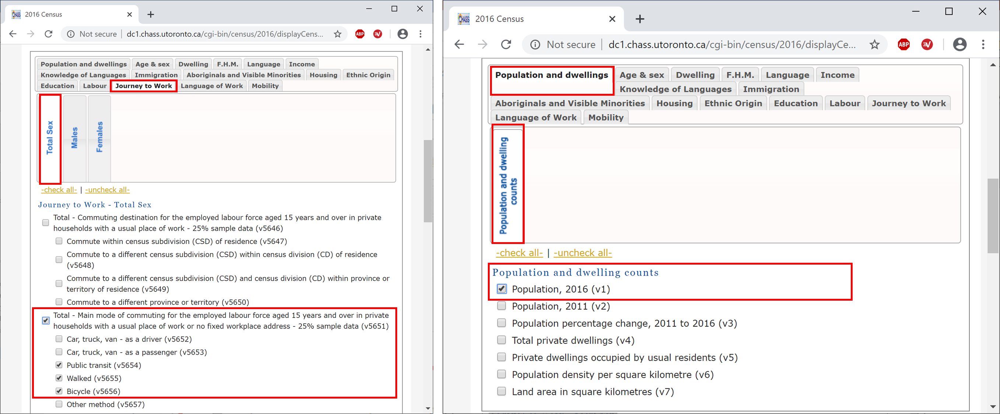 2016 Census
Not secure | dc1.chass.utoronto.ca/cgi-bin/census/2016/displayCens...
ABP
Population and dwellings Age & sex Dwelling F.H.M. Language Income
Knowledge of Languages Immigration Aboriginals and Visible Minorities Housing Ethnic Origin
Education Labour Journey to Work Language of Work Mobility
Total Sex
Males
Females
-check all- | -uncheck all-
Journey to Work - Total Sex
Total - Commuting destination for the employed labour force aged 15 years and over in private
households with a usual place of work - 25% sample data (v5646)
Commute within census subdivision (CSD) of residence (v5647)
Commute to a different census subdivision (CSD) within census division (CD) of residence
(v5648)
Commute to a different census subdivision (CSD) and census division (CD) within province or
territory of residence (v5649)
Commute to a different province or territory (v5650)
Total - Main mode of commuting for the employed labour force aged 15 years and over in private
households with a usual place of work or no fixed workplace address - 25% sample data (v5651)
Car, truck, van - as a driver (v5652)
Car, truck, van - as a passenger (v5653)
Public transit (v5654)
Walked (v5655)
Bicycle (v5656)
Other method (v5657)
CHASS
2016 Census
Not secure | dc1.chass.utoronto.ca/cgi-bin/census/2016/displayCe...
ABP
Population and dwellings Age & sex Dwelling F.H.M. Language Income
Knowledge of Languages Immigration
Aboriginals and Visible Minorities Housing Ethnic Origin Education Labour Journey to Work
Language of Work Mobility
Population and dwelling
counts
-check all- | -uncheck all-
Population and dwelling counts
Population, 2016 (v1)
Population, 2011 (v2)
Population percentage change, 2011 to 2016 (v3)
Total private dwellings (v4)
Private dwellings occupied by usual residents (v5)
Population density per square kilometre (v6)
Land area in square kilometres (v7)